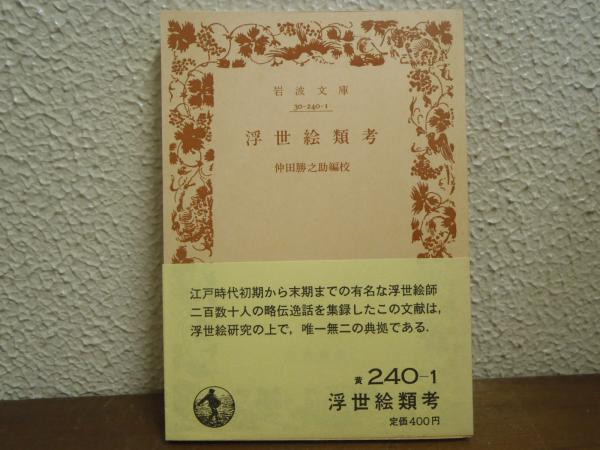 岩波文庫
30-240-1
浮世絵類考
仲田勝之助編校
江戸時代初期から末期までの有名な浮世絵師
二百数十人の略伝逸話を集録したこの文献は，
浮世絵研究の上で，唯一無二の典拠である．
黄 240-1
浮世絵類考
定価400円